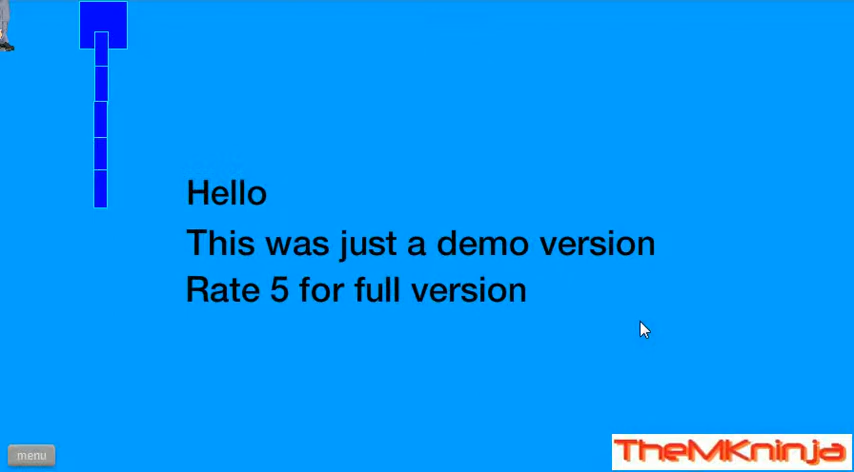 Hello
This was just a demo version
Rate 5 for full version
menu
TheMKninja